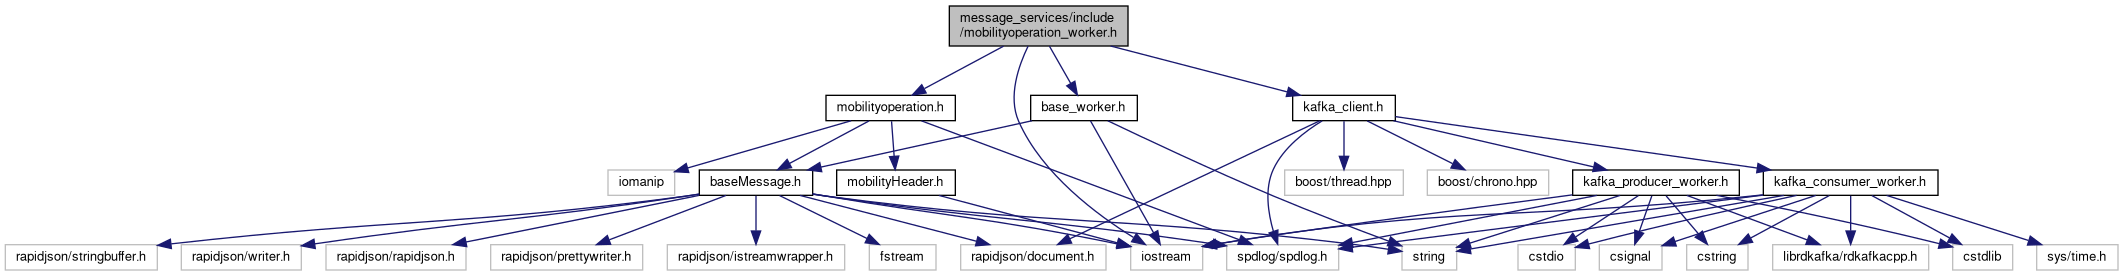 message_services/include
/mobilityoperation_worker.h
mobilityoperation.h
base_worker.h
kafka_client.h
iomanip
baseMessage.h
mobilityHeader.h
boost/thread.hpp
boost/chrono.hpp
kafka_producer_worker.h
kafka_consumer_worker.h
rapidjson/stringbuffer.h
rapidjson/writer.h
rapidjson/rapidjson.h
rapidjson/prettywriter.h
rapidjson/istreamwrapper.h
fstream
rapidjson/document.h
iostream
spdlog/spdlog.h
string
cstdio
csignal
cstring
librdkafka/rdkafkacpp.h
cstdlib
sys/time.h